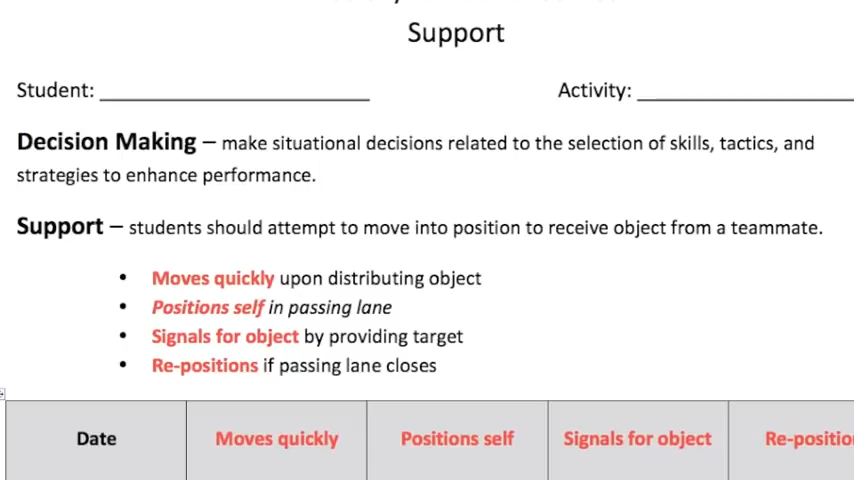 Support
Student: ________________________ Activity: ____________________
Decision Making – make situational decisions related to the selection of skills, tactics, and
strategies to enhance performance.
Support – students should attempt to move into position to receive object from a teammate.
• Moves quickly upon distributing object
• Positions self in passing lane
• Signals for object by providing target
• Re-positions if passing lane closes
Date Moves quickly Positions self Signals for object